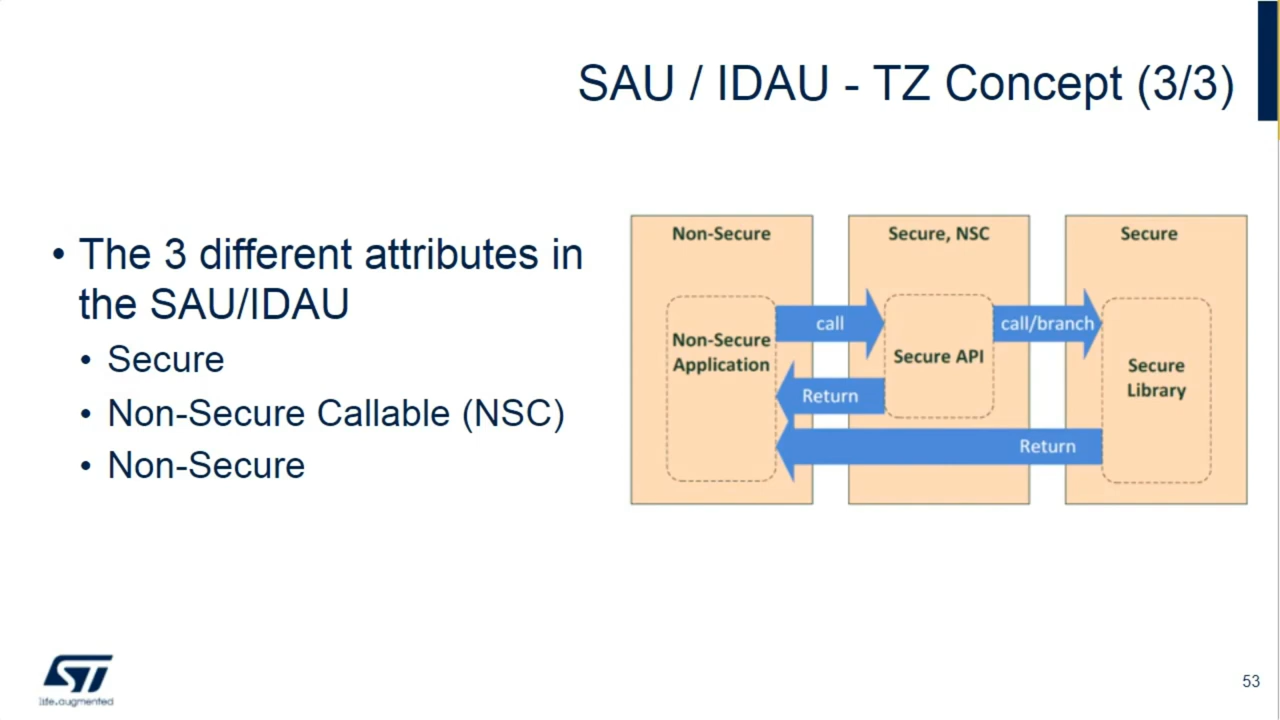 SAU / IDAU - TZ Concept (3/3)
• The 3 different attributes in
the SAU/IDAU
• Secure
• Non-Secure Callable (NSC)
• Non-Secure
Non-Secure
Secure, NSC
Secure
Non-Secure
Application
call
Secure API
call/branch
Secure
Library
Return
Return
ST
life.augmented
53